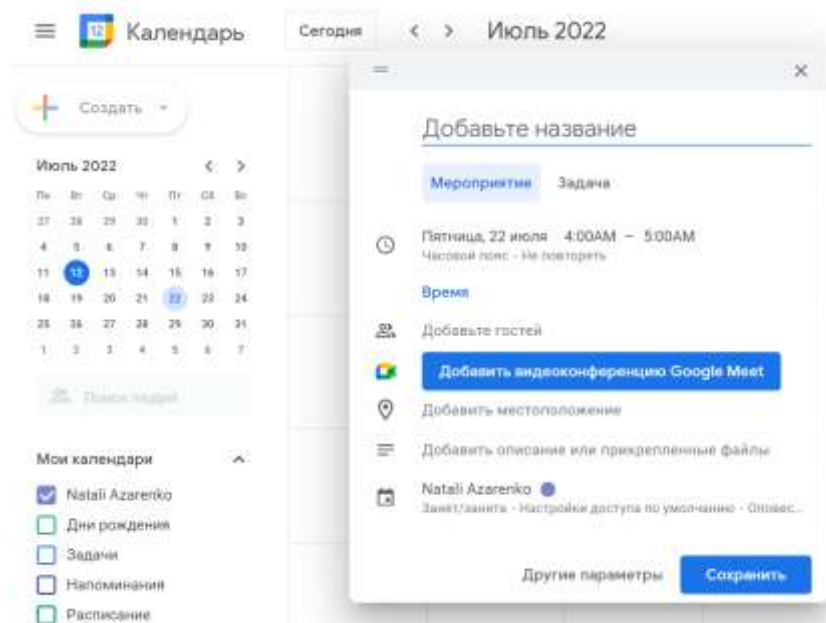 12 Календарь Сегодня < > Июль 2022
Создать
Июль 2022 < >
Пн Вт Ср Чт Пт Сб Вс
27 28 29 30 1 2 3
4 5 6 7 8 9 10
11 12 13 14 15 16 17
18 19 20 21 22 23 24
25 26 27 28 29 30 31
1 2 3 4 5 6 7
Поиск людей
Мои календари
Natali Azarenko
Дни рождения
Задачи
Напоминания
Расписание
Добавьте название
Мероприятие Задача
Пятница, 22 июля 4:00AM – 5:00AM
Часовой пояс - Не повторять
Время
Добавьте гостей
Добавить видеоконференцию Google Meet
Добавить местоположение
Добавить описание или прикрепленные файлы
Natali Azarenko
Занят/занята - Настройки доступа по умолчанию - Оповес...
Другие параметры Сохранить